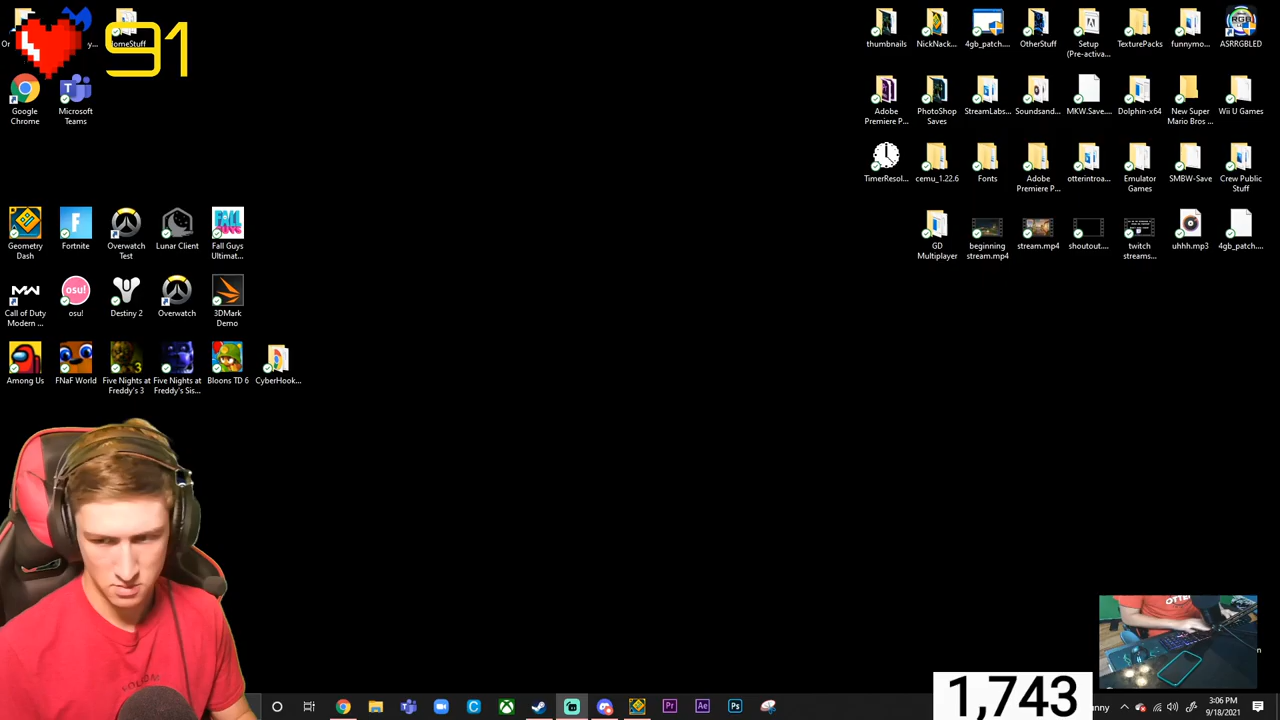 91
Or
y...
HomeStuff
Google
Chrome
Microsoft
Teams
Geometry
Dash
Fortnite
Overwatch
Test
Lunar Client
Fall Guys
Ultimat...
Call of Duty
Modern ...
osu!
Destiny 2
Overwatch
3DMark
Demo
Among Us
FNaF World
Five Nights at
Freddy's 3
Five Nights at
Freddy's Sis...
Bloons TD 6
CyberHook...
thumbnails
NickNack...
4gb_patch....
OtherStuff
Setup
(Pre-activa...
TexturePacks
funnymo...
ASRRGBLED
Adobe
Premiere P...
PhotoShop
Saves
StreamLabs...
Soundsand...
MKW.Save...
Dolphin-x64
New Super
Mario Bros ...
Wii U Games
TimerResol...
cemu_1.22.6
Fonts
Adobe
Premiere P...
otterintroa...
Emulator
Games
SMBW-Save
Crew Public
Stuff
GD
Multiplayer
beginning
stream.mp4
stream.mp4
shoutout....
twitch
streams...
uhhh.mp3
4gb_patch....
1,743
unny
3:06 PM
9/18/2021